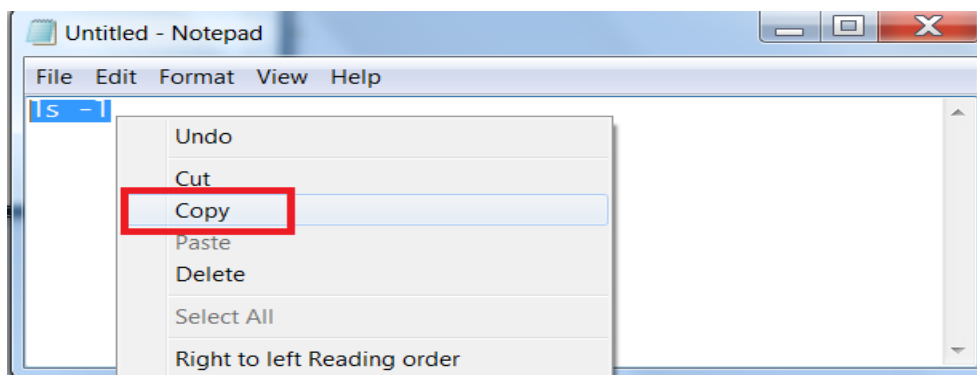 Untitled - Notepad
File Edit Format View Help
ls -l
Undo
Cut
Copy
Paste
Delete
Select All
Right to left Reading order